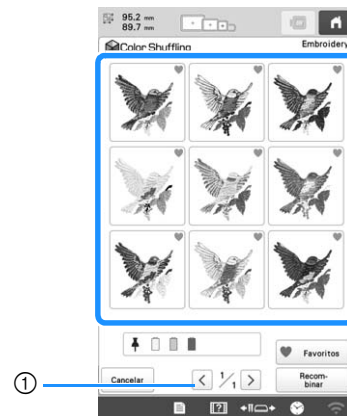 95.2 mm
89.7 mm
Color Shuffling
Embroidery
Favoritos
①
Cancelar
1/1
Recom-
binar